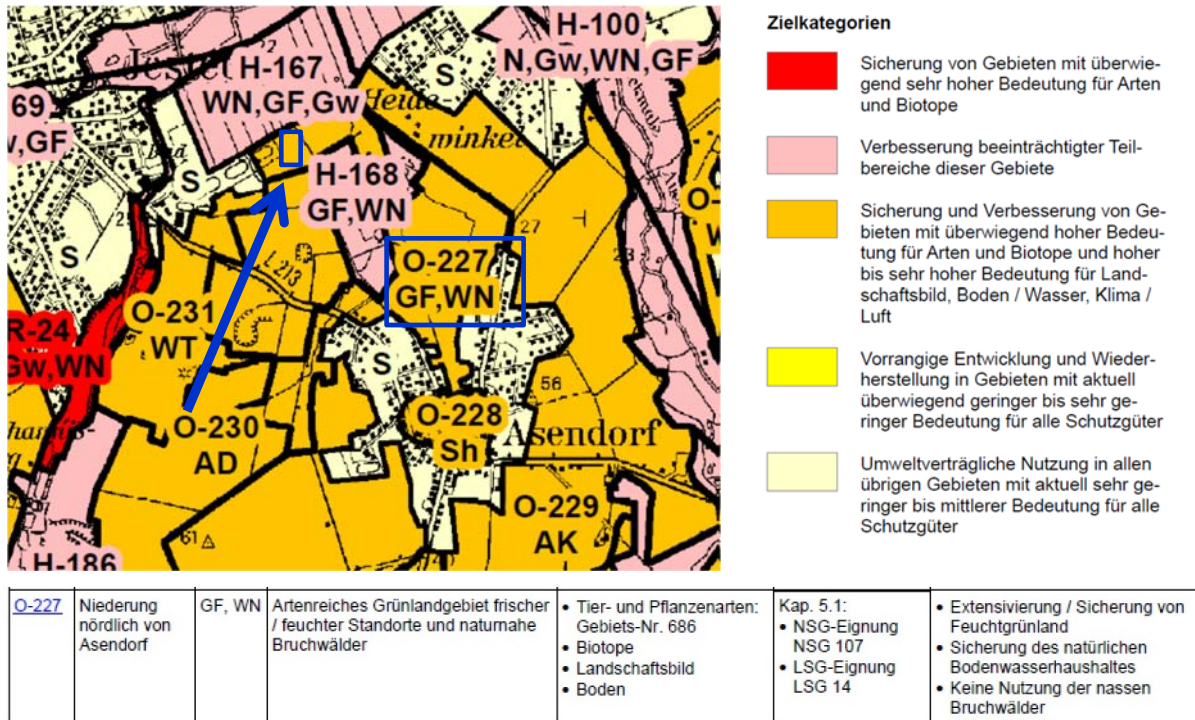 H-100
N,Gw,WN,GF
Jestet
H-167
WN,GF,Gw
S
69
w,GF
Heide
winkel
Bad
S
H-168
GF,WN
O-
W
27
23
S
L 213
O-227
GF,WN
O-231
WT
R-24
Gw,WN
S
56
O-228
Sh
Asendorf
O-230
AD
O-229
AK
61
H-186
Zielkategorien
Sicherung von Gebieten mit überwie-
gend sehr hoher Bedeutung für Arten
und Biotope
Verbesserung beeinträchtigter Teil-
bereiche dieser Gebiete
Sicherung und Verbesserung von Ge-
bieten mit überwiegend hoher Bedeu-
tung für Arten und Biotope und hoher
bis sehr hoher Bedeutung für Land-
schaftsbild, Boden / Wasser, Klima /
Luft
Vorrangige Entwicklung und Wieder-
herstellung in Gebieten mit aktuell
überwiegend geringer bis sehr ge-
ringer Bedeutung für alle Schutzgüter
Umweltverträgliche Nutzung in allen
übrigen Gebieten mit aktuell sehr ge-
ringer bis mittlerer Bedeutung für alle
Schutzgüter
O-227
Niederung
nördlich von
Asendorf
GF, WN
Artenreiches Grünlandgebiet frischer
/ feuchter Standorte und naturnahe
Bruchwälder
• Tier- und Pflanzenarten:
Gebiets-Nr. 686
• Biotope
• Landschaftsbild
• Boden
Kap. 5.1:
• NSG-Eignung
NSG 107
• LSG-Eignung
LSG 14
• Extensivierung / Sicherung von
Feuchtgrünland
• Sicherung des natürlichen
Bodenwasserhaushaltes
• Keine Nutzung der nassen
Bruchwälder